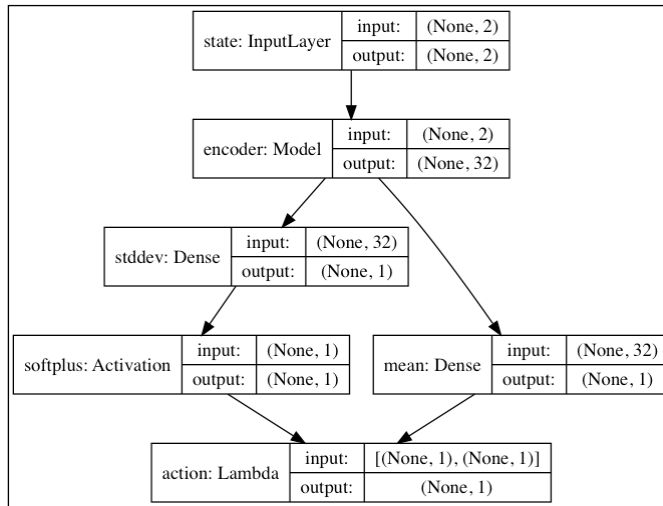 state: InputLayer
input: (None, 2)
output: (None, 2)
encoder: Model
input: (None, 2)
output: (None, 32)
stddev: Dense
input: (None, 32)
output: (None, 1)
softplus: Activation
input: (None, 1)
output: (None, 1)
mean: Dense
input: (None, 32)
output: (None, 1)
action: Lambda
input: [(None, 1), (None, 1)]
output: (None, 1)